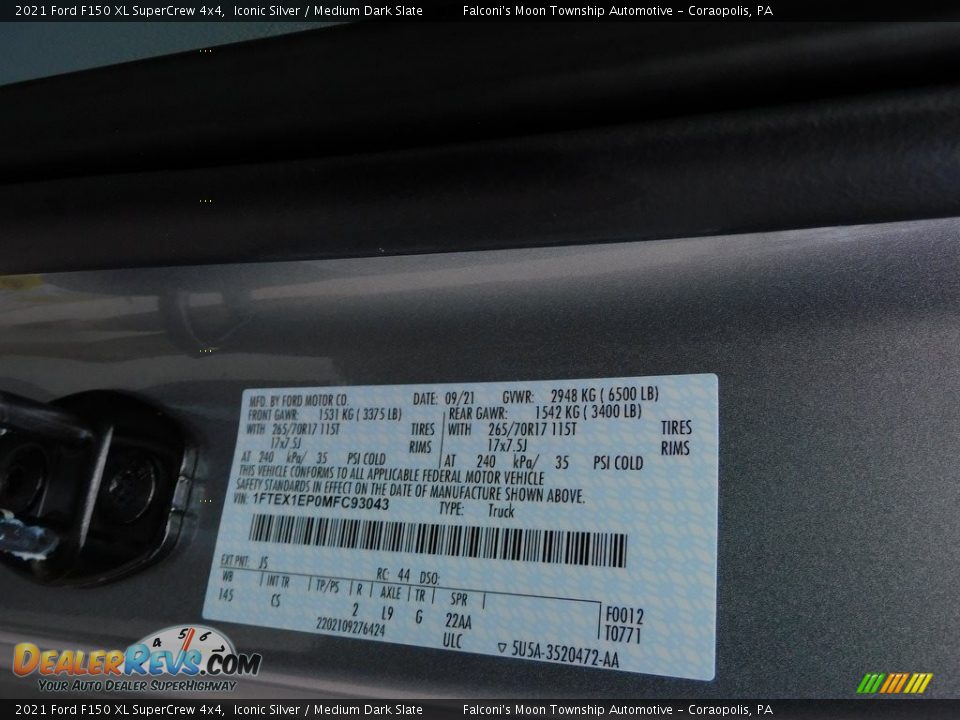 2021 Ford F150 XL SuperCrew 4x4, Iconic Silver / Medium Dark Slate Falconi's Moon Township Automotive - Coraopolis, PA
MFD. BY FORD MOTOR CO. DATE: 09/21 GVWR: 2948 KG ( 6500 LB)
FRONT GAWR: 1531 KG ( 3375 LB) REAR GAWR: 1542 KG ( 3400 LB)
WITH 265/70R17 115T TIRES WITH 265/70R17 115T TIRES
17x7.5J RIMS 17x7.5J RIMS
AT 240 kPa/ 35 PSI COLD AT 240 kPa/ 35 PSI COLD
THIS VEHICLE CONFORMS TO ALL APPLICABLE FEDERAL MOTOR VEHICLE
SAFETY STANDARDS IN EFFECT ON THE DATE OF MANUFACTURE SHOWN ABOVE.
VIN: 1FTEX1EP0MFC93043 TYPE: Truck
EXT PNT: JS RC: 44 DSO:
WB INT TR TP/PS R AXLE TR SPR
145 CS 2 L9 G 22AA
F0012
T0771
2202109276424 ULC ▽ 5U5A-3520472-AA
4 5 6 7
DealerRevs.com
Your Auto Dealer SuperHighway
2021 Ford F150 XL SuperCrew 4x4, Iconic Silver / Medium Dark Slate Falconi's Moon Township Automotive - Coraopolis, PA